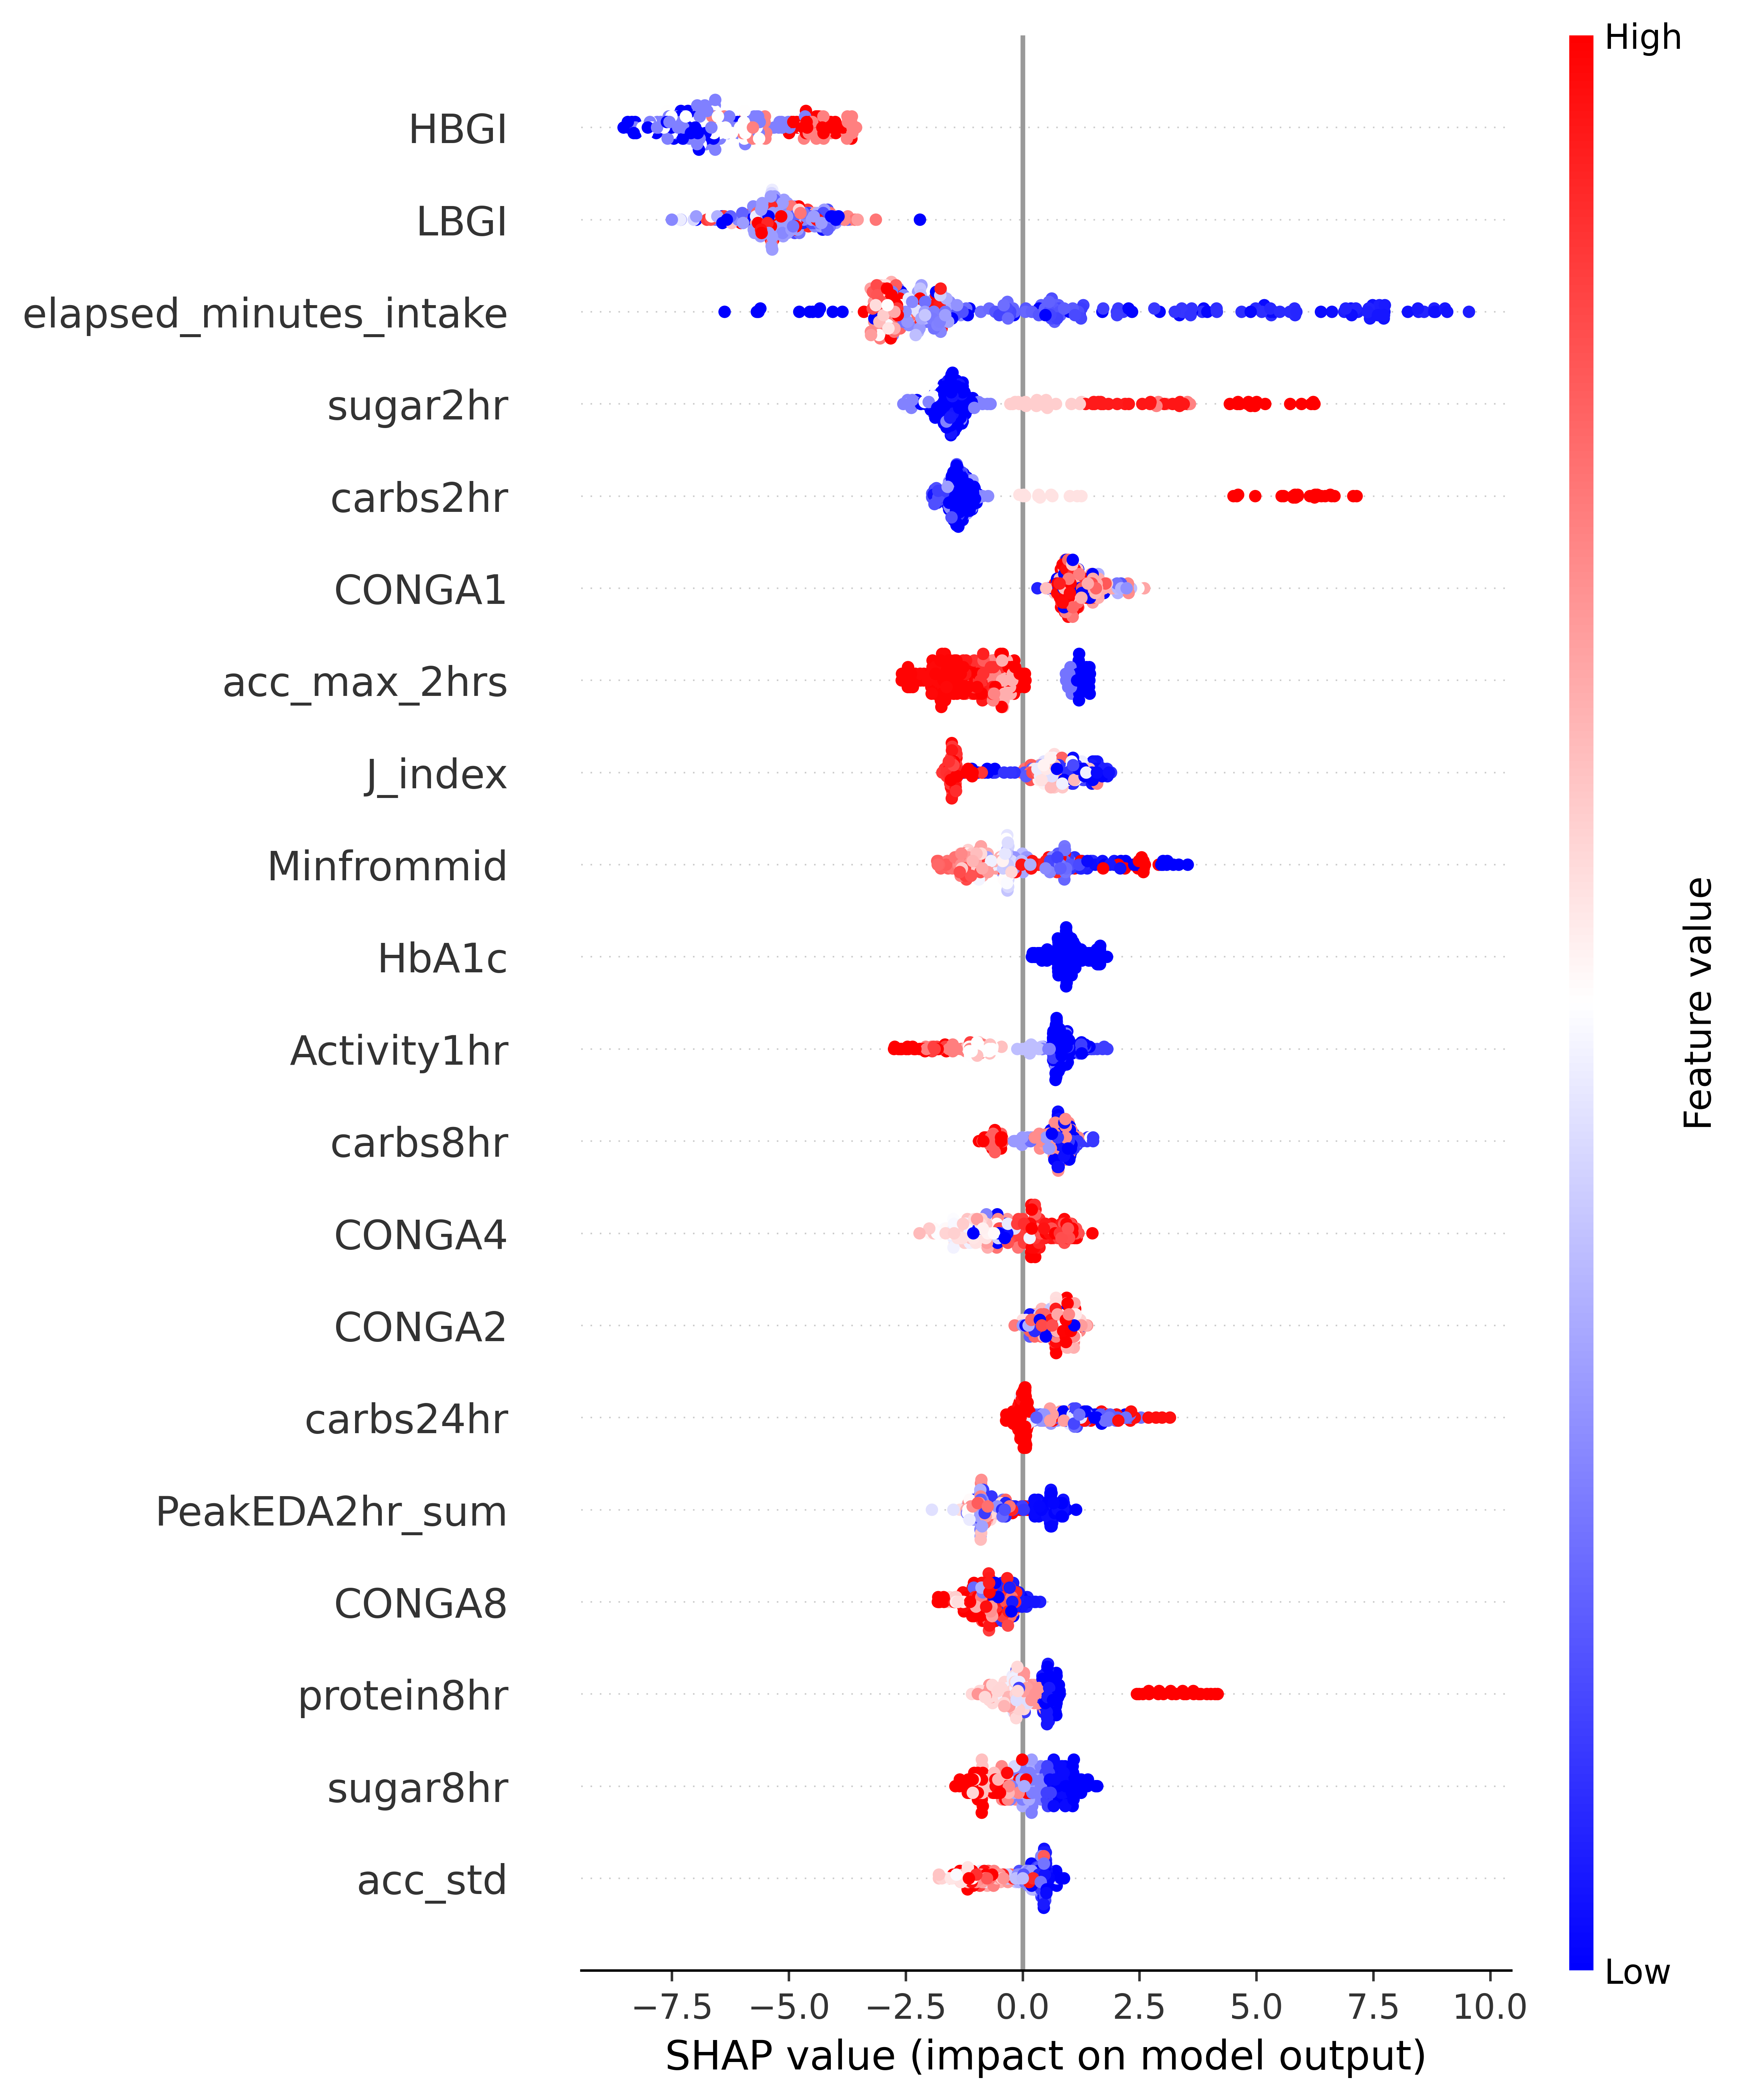 High
HBGI
LBGI
elapsed_minutes_intake
sugar2hr
carbs2hr
CONGA1
acc_max_2hrs
J_index
Minfrommid
HbA1c
Activity1hr
carbs8hr
CONGA4
CONGA2
carbs24hr
PeakEDA2hr_sum
CONGA8
protein8hr
sugar8hr
acc_std
Feature value
Low
−7.5 −5.0 −2.5 0.0 2.5 5.0 7.5 10.0
SHAP value (impact on model output)